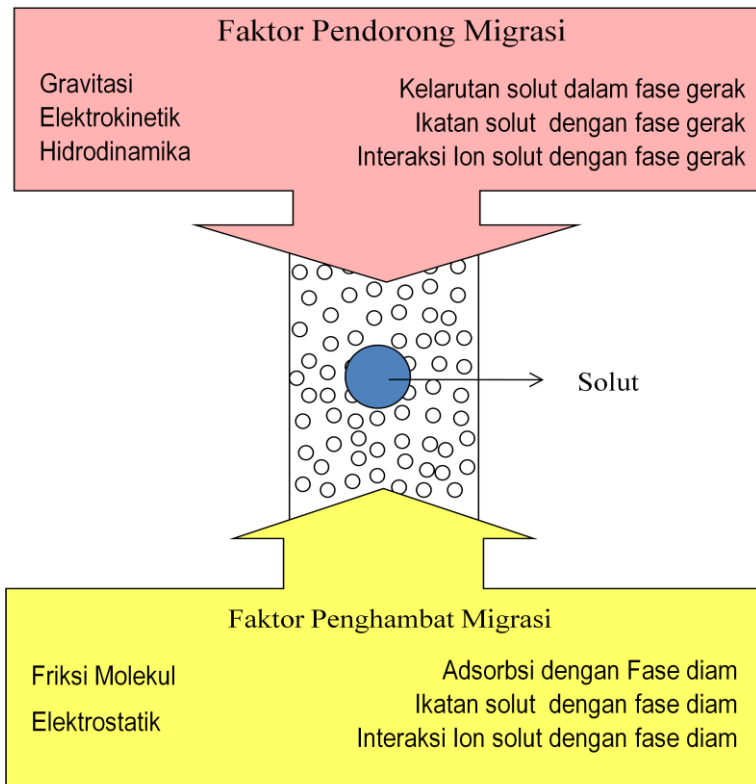 Faktor Pendorong Migrasi
Gravitasi
Elektrokinetik
Hidrodinamika
Kelarutan solut dalam fase gerak
Ikatan solut dengan fase gerak
Interaksi Ion solut dengan fase gerak
Solut
Faktor Penghambat Migrasi
Friksi Molekul
Elektrostatik
Adsorbsi dengan Fase diam
Ikatan solut dengan fase diam
Interaksi Ion solut dengan fase diam